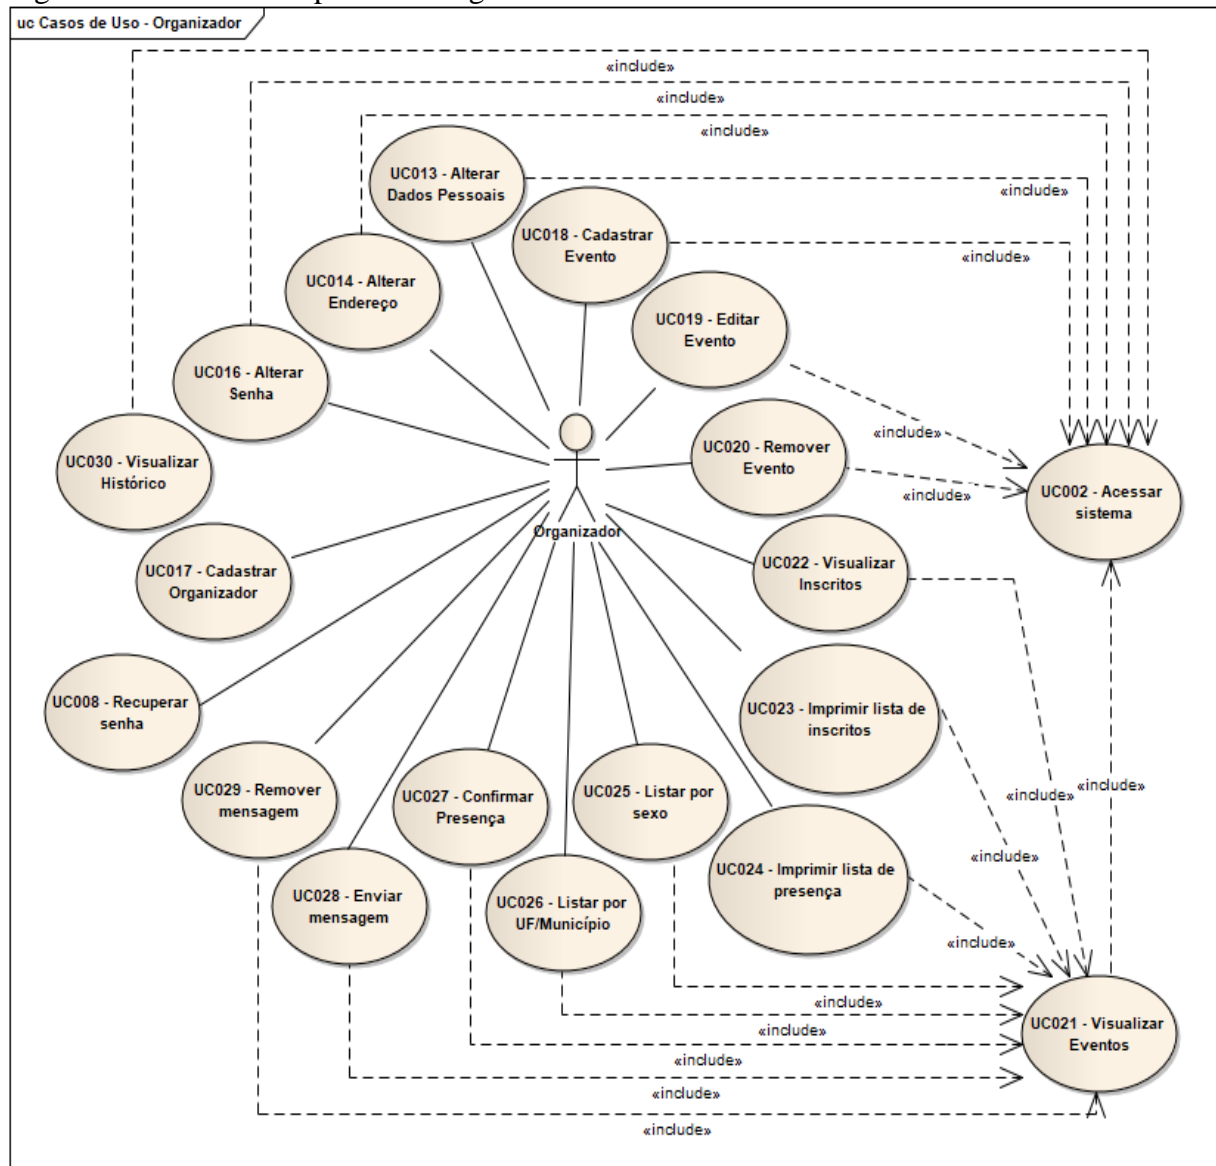 uc Casos de Uso - Organizador
«include»
«include»
«include»
UC013 - Alterar
Dados Pessoais
«include»
UC018 - Cadastrar
Evento
«include»
UC014 - Alterar
Endereço
UC019 - Editar
Evento
UC016 - Alterar
Senha
«include»
UC020 - Remover
Evento
UC030 - Visualizar
Histórico
«include»
UC002 - Acessar
sistema
Organizador
UC022 - Visualizar
Inscritos
UC017 - Cadastrar
Organizador
UC008 - Recuperar
senha
UC023 - Imprimir lista de
inscritos
«include»
«include»
UC029 - Remover
mensagem
UC027 - Confirmar
Presença
UC025 - Listar por
sexo
«include»
UC024 - Imprimir lista de
presença
UC028 - Enviar
mensagem
UC026 - Listar por
UF/Município
«include»
«include»
«include»
UC021 - Visualizar
Eventos
«include»
«include»
«include»